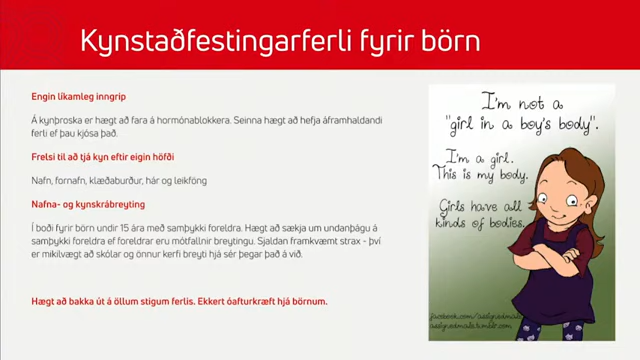 Kynstaðfestingarferli fyrir börn
Engin líkamleg inngrip
Á kynþroska er hægt að fara á hormónablokkera. Seinna hægt að hefja áframhaldandi
ferli ef þau kjósa það.
Frelsi til að tjá kyn eftir eigin höfði
Nafn, fornafn, klæðaburður, hár og leikföng
Nafna- og kynskrábreyting
Í boði fyrir börn undir 15 ára með samþykki foreldra. Hægt að sækja um undanþágu á
samþykki foreldra ef foreldrar eru mótfallnir breytingu. Sjaldan framkvæmt strax - því
er mikilvægt að skólar og önnur kerfi breyti hjá sér þegar það á við.
Hægt að bakka út á öllum stigum ferlis. Ekkert óafturkræft hjá börnum.
I'm not a
"girl in a boy's body".
I'm a girl.
This is my body.
Girls have all
kinds of bodies.